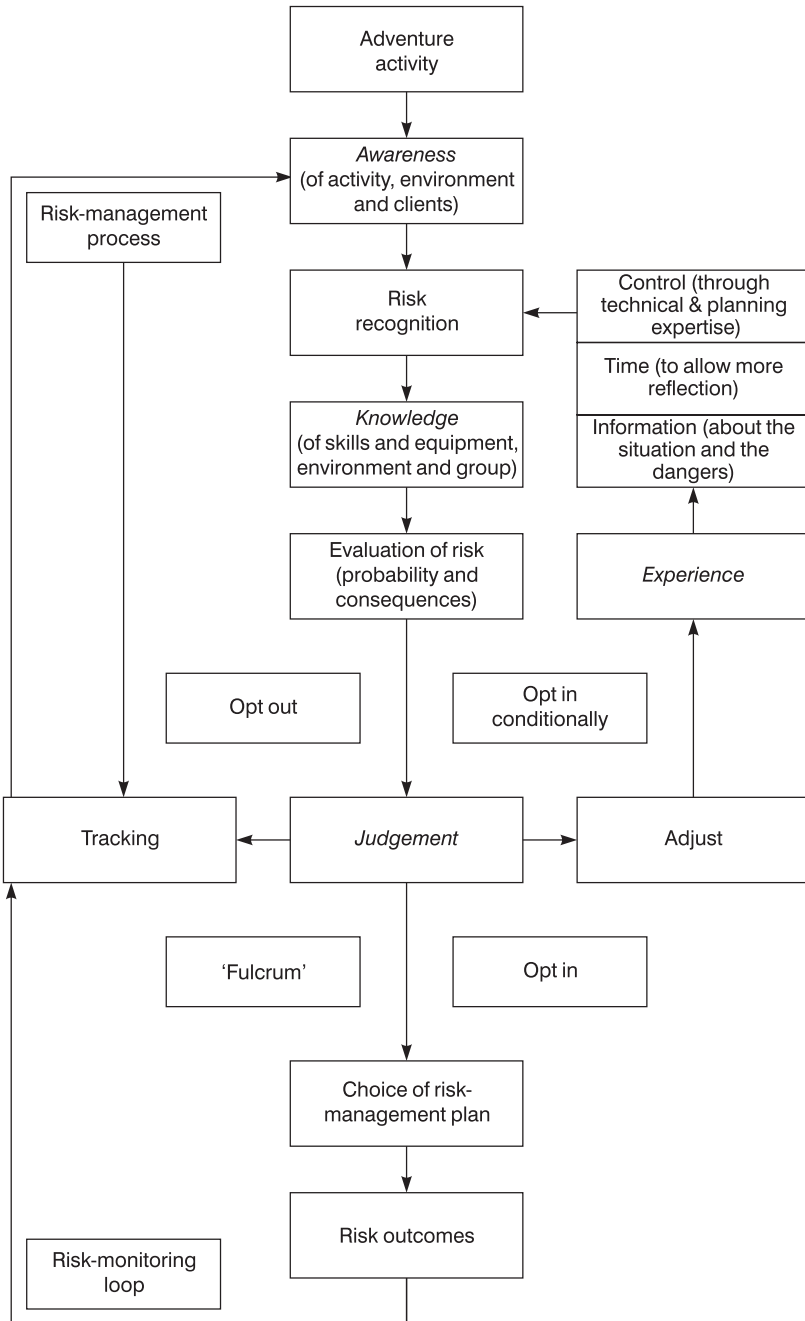 Adventure
activity
Awareness
(of activity, environment
and clients)
Risk-management
process
Risk
recognition
Control (through
technical & planning
expertise)
Time (to allow more
reflection)
Information (about the
situation and the
dangers)
Knowledge
(of skills and equipment,
environment and group)
Evaluation of risk
(probability and
consequences)
Experience
Opt out
Opt in
conditionally
Tracking
Judgement
Adjust
‘Fulcrum’
Opt in
Choice of risk-
management plan
Risk outcomes
Risk-monitoring
loop